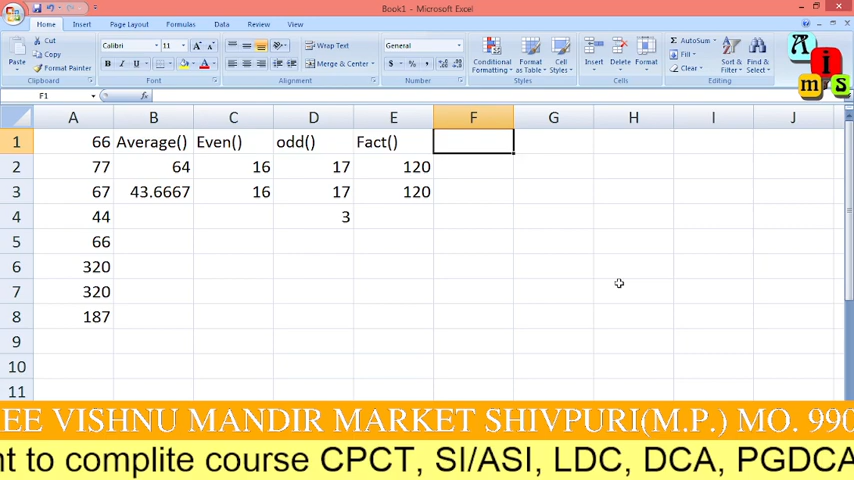 Book1 - Microsoft Excel
Home Insert Page Layout Formulas Data Review View
Paste
Cut
Copy
Format Painter
Clipboard
Calibri 11 A A
B I U A
Font
Wrap Text
Merge & Center
Alignment
General
$ % ,
Number
Conditional Formatting
Format as Table
Cell Styles
Styles
Insert Delete Format
Cells
Σ AutoSum
Fill
Clear
Sort & Filter
Find & Select
Editing
A i m s
F1 fx
A B C D E F G H I J
1 66 Average() Even() odd() Fact()
2 77 64 16 17 120
3 67 43.6667 16 17 120
4 44 3
5 66
6 320
7 320
8 187
9
10
11
EE VISHNU MANDIR MARKET SHIVPURI(M.P.) MO. 990
nt to complite course CPCT, SI/ASI, LDC, DCA, PGDCA